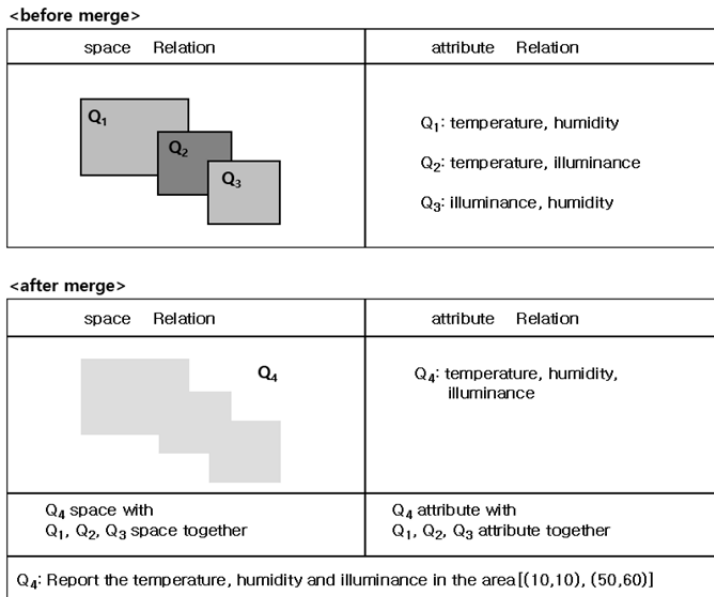 <before merge>
space Relation
attribute Relation
Q₁
Q₂
Q₃
Q₁: temperature, humidity
Q₂: temperature, illuminance
Q₃: illuminance, humidity
<after merge>
space Relation
attribute Relation
Q₄
Q₄: temperature, humidity,
illuminance
Q₄ space with
Q₁, Q₂, Q₃ space together
Q₄ attribute with
Q₁, Q₂, Q₃ attribute together
Q₄: Report the temperature, humidity and illuminance in the area[(10,10), (50,60)]